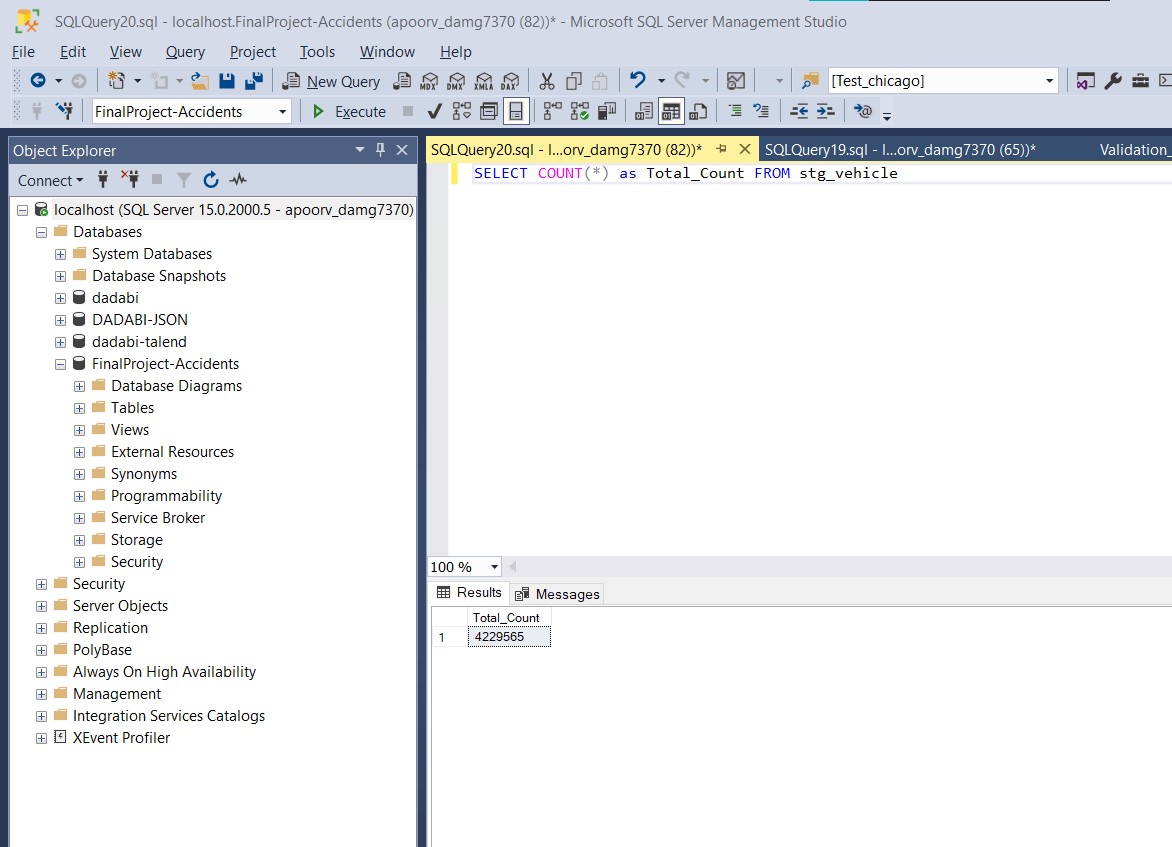 SQLQuery20.sql - localhost.FinalProject-Accidents (apoorv_damg7370 (82))* - Microsoft SQL Server Management Studio
File Edit View Query Project Tools Window Help
New Query MDX DMX XMLA DAX [Test_chicago]
FinalProject-Accidents Execute
Object Explorer
SQLQuery20.sql - l...orv_damg7370 (82))* SQLQuery19.sql - l...orv_damg7370 (65))* Validation_
Connect
SELECT COUNT(*) as Total_Count FROM stg_vehicle
localhost (SQL Server 15.0.2000.5 - apoorv_damg7370)
Databases
System Databases
Database Snapshots
dadabi
DADABI-JSON
dadabi-talend
FinalProject-Accidents
Database Diagrams
Tables
Views
External Resources
Synonyms
Programmability
Service Broker
Storage
Security
Security
Server Objects
Replication
PolyBase
Always On High Availability
Management
Integration Services Catalogs
XEvent Profiler
100 %
Results Messages
Total_Count
1 4229565